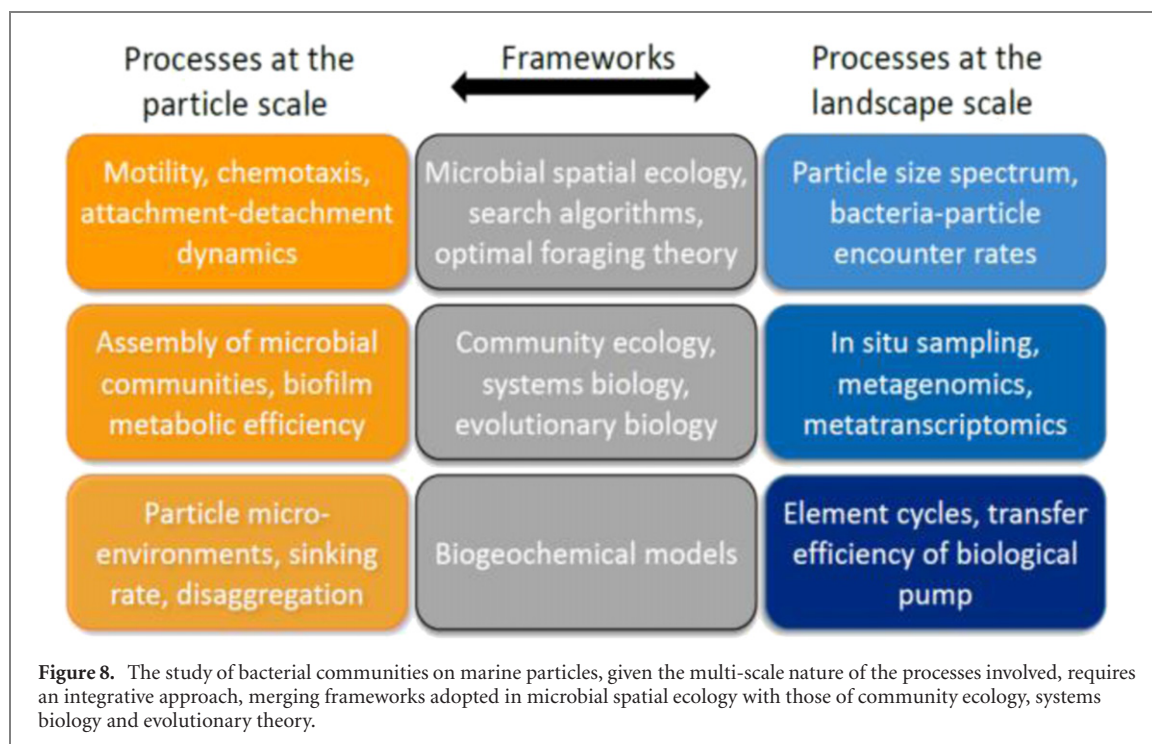 Processes at the
particle scale
Frameworks
Processes at the
landscape scale
Motility, chemotaxis,
attachment-detachment
dynamics
Microbial spatial ecology,
search algorithms,
optimal foraging theory
Particle size spectrum,
bacteria-particle
encounter rates
Assembly of microbial
communities, biofilm
metabolic efficiency
Community ecology,
systems biology,
evolutionary biology
In situ sampling,
metagenomics,
metatranscriptomics
Particle micro-
environments, sinking
rate, disaggregation
Biogeochemical models
Element cycles, transfer
efficiency of biological
pump
Figure 8. The study of bacterial communities on marine particles, given the multi-scale nature of the processes involved, requires
an integrative approach, merging frameworks adopted in microbial spatial ecology with those of community ecology, systems
biology and evolutionary theory.